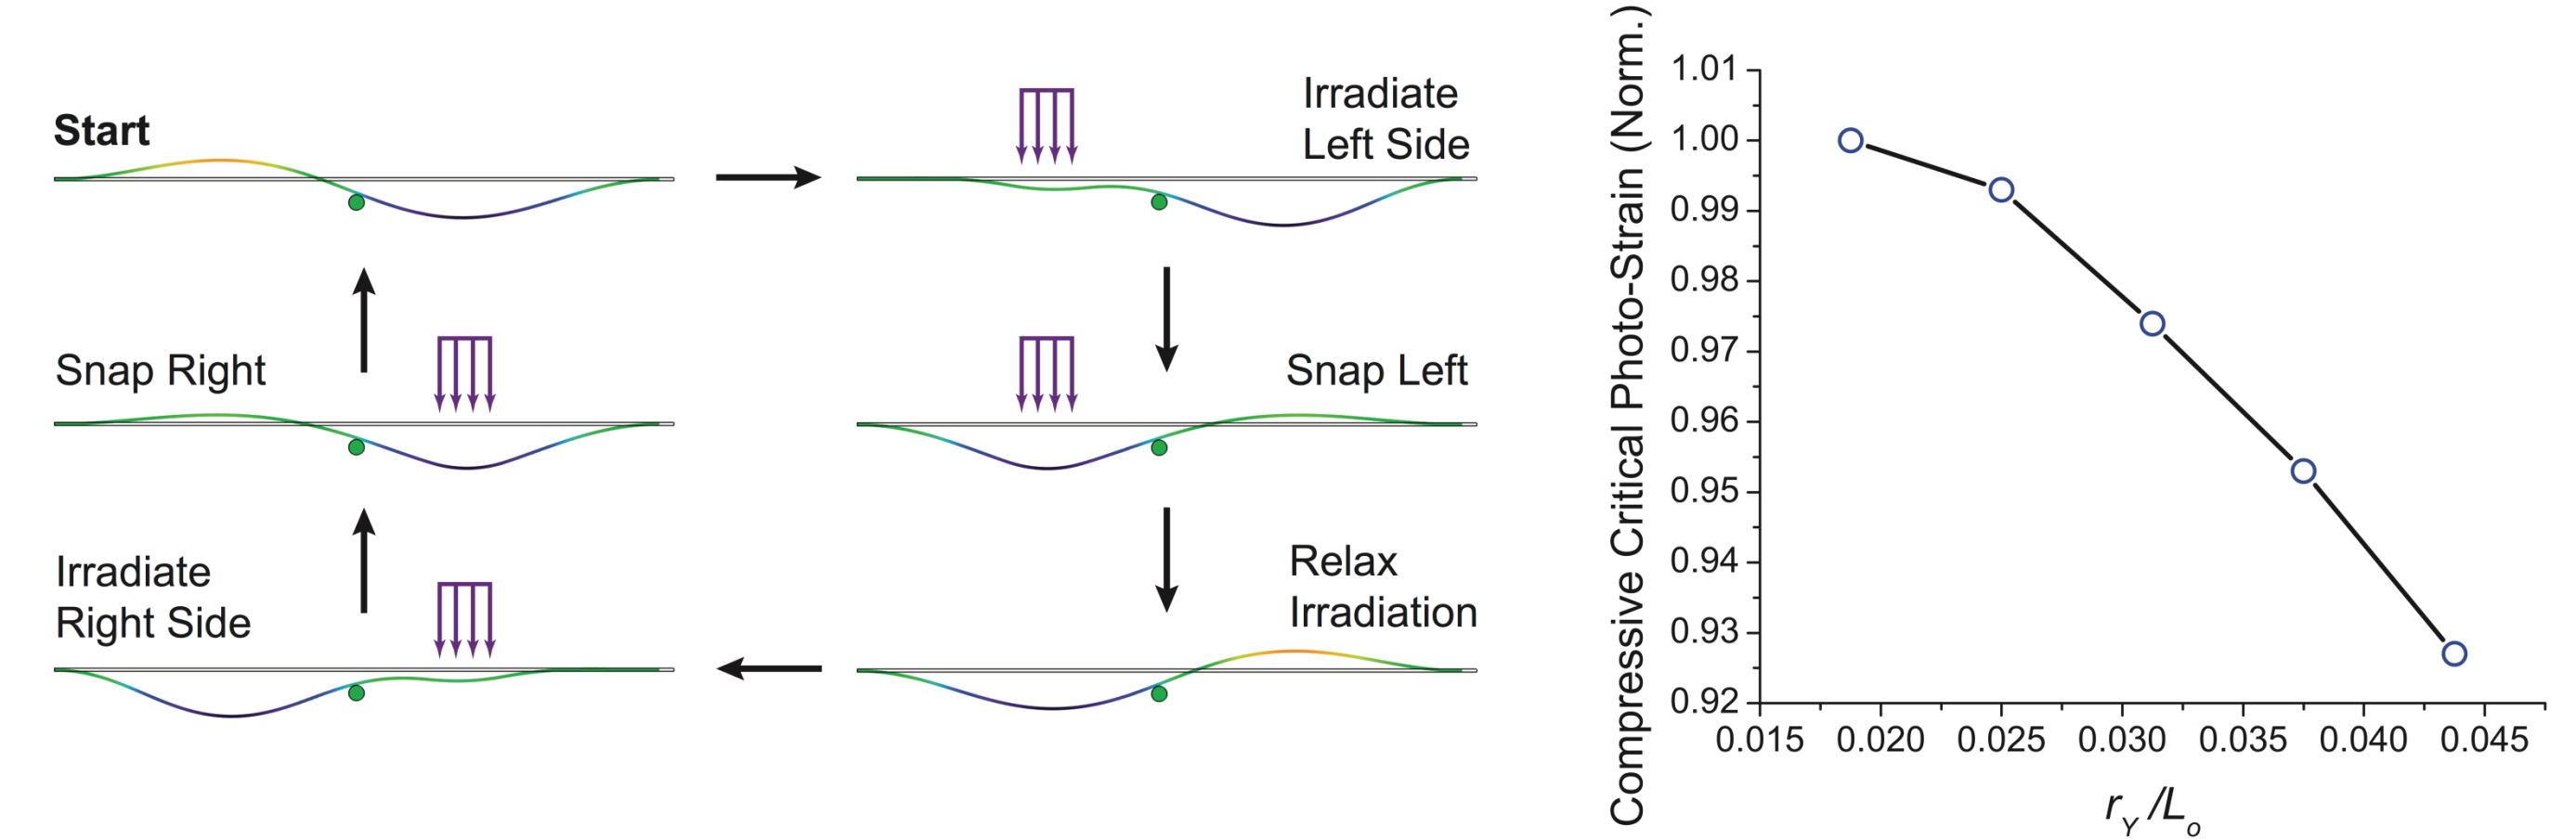 Start
Irradiate
Left Side
Snap Right
Snap Left
Irradiate
Right Side
Relax
Irradiation
Compressive Critical Photo-Strain (Norm.)
1.01
1.00
0.99
0.98
0.97
0.96
0.95
0.94
0.93
0.92
0.015 0.020 0.025 0.030 0.035 0.040 0.045
r_Y /L_o